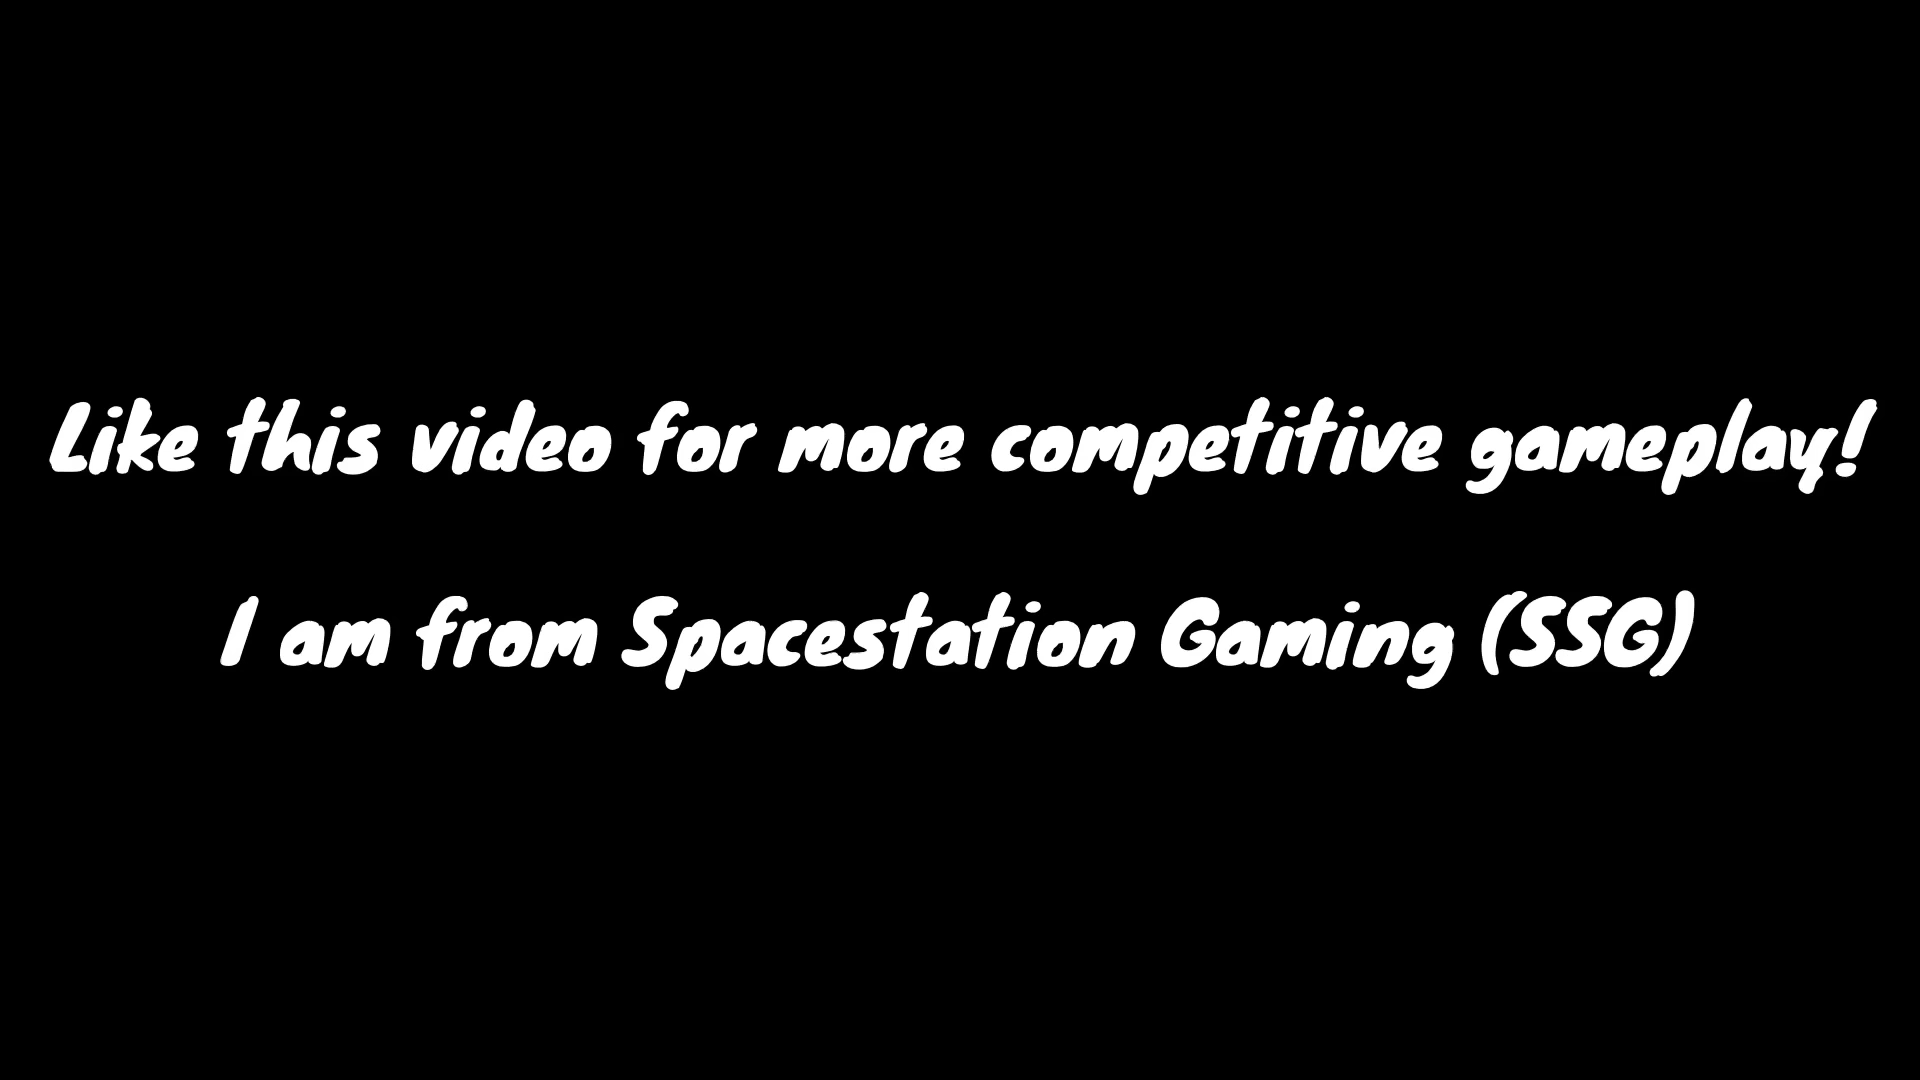 Like this video for more competitive gameplay!
I am from Spacestation Gaming (SSG)